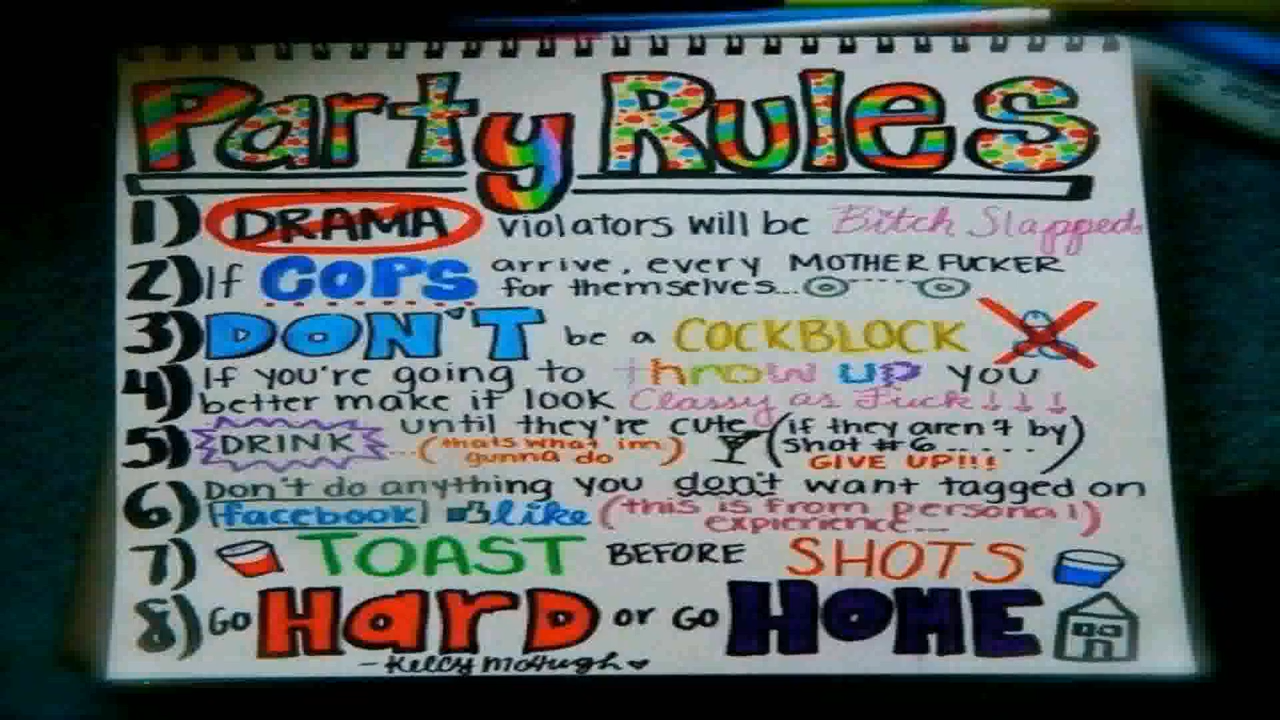 Party Rules
1) DRAMA violators will be Bitch Slapped.
2) If COPS arrive, every MOTHER FUCKER
for themselves...
3) DON'T be a COCKBLOCK
4) If you're going to throw up you
better make it look Classy as Fuck!!!
5) DRINK until they're cute (if they aren't by)
...(thats what im) (shot #6......)
gunna do GIVE UP!!!
6) Don't do anything you don't want tagged on
facebook like (this is from personal)
expierience...
7) TOAST BEFORE SHOTS
8) GO HARD or GO HOME
-Kelly McHugh